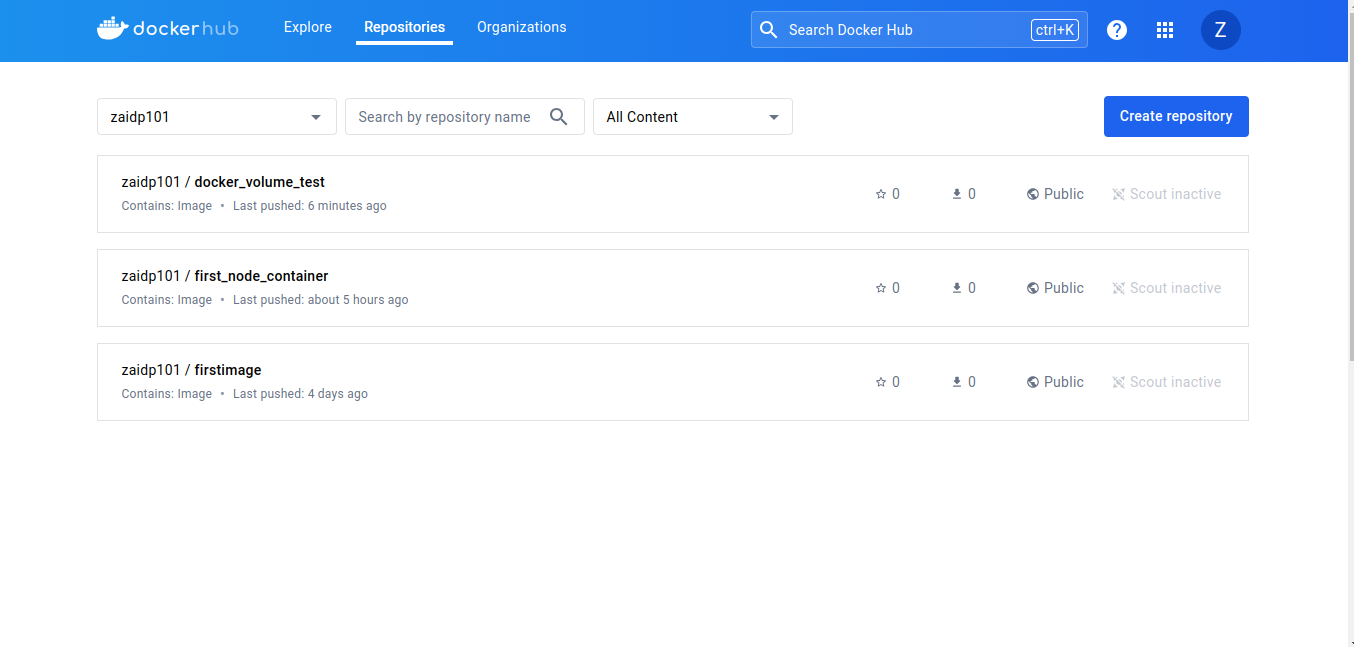 dockerhub Explore Repositories Organizations Search Docker Hub ctrl+K ? Z
zaidp101 Search by repository name All Content Create repository
zaidp101 / docker_volume_test
Contains: Image • Last pushed: 6 minutes ago
0 0 Public Scout inactive
zaidp101 / first_node_container
Contains: Image • Last pushed: about 5 hours ago
0 0 Public Scout inactive
zaidp101 / firstimage
Contains: Image • Last pushed: 4 days ago
0 0 Public Scout inactive